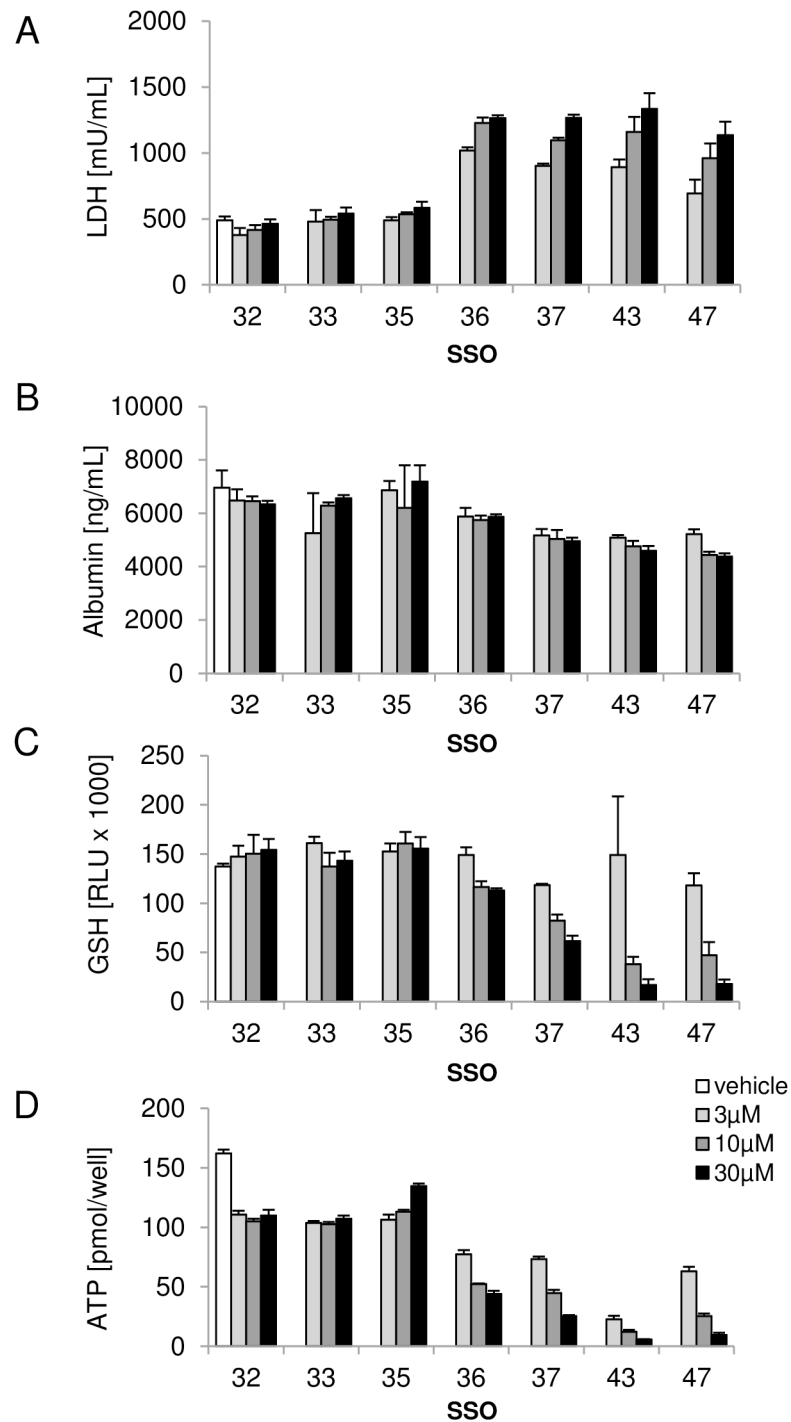 A
LDH [mU/mL]
2000
1500
1000
500
0
32 33 35 36 37 43 47
SSO
B
Albumin [ng/mL]
10000
8000
6000
4000
2000
0
32 33 35 36 37 43 47
SSO
C
GSH [RLU x 1000]
250
200
150
100
50
0
32 33 35 36 37 43 47
SSO
D
ATP [pmol/well]
200
150
100
50
0
32 33 35 36 37 43 47
SSO
vehicle
3µM
10µM
30µM